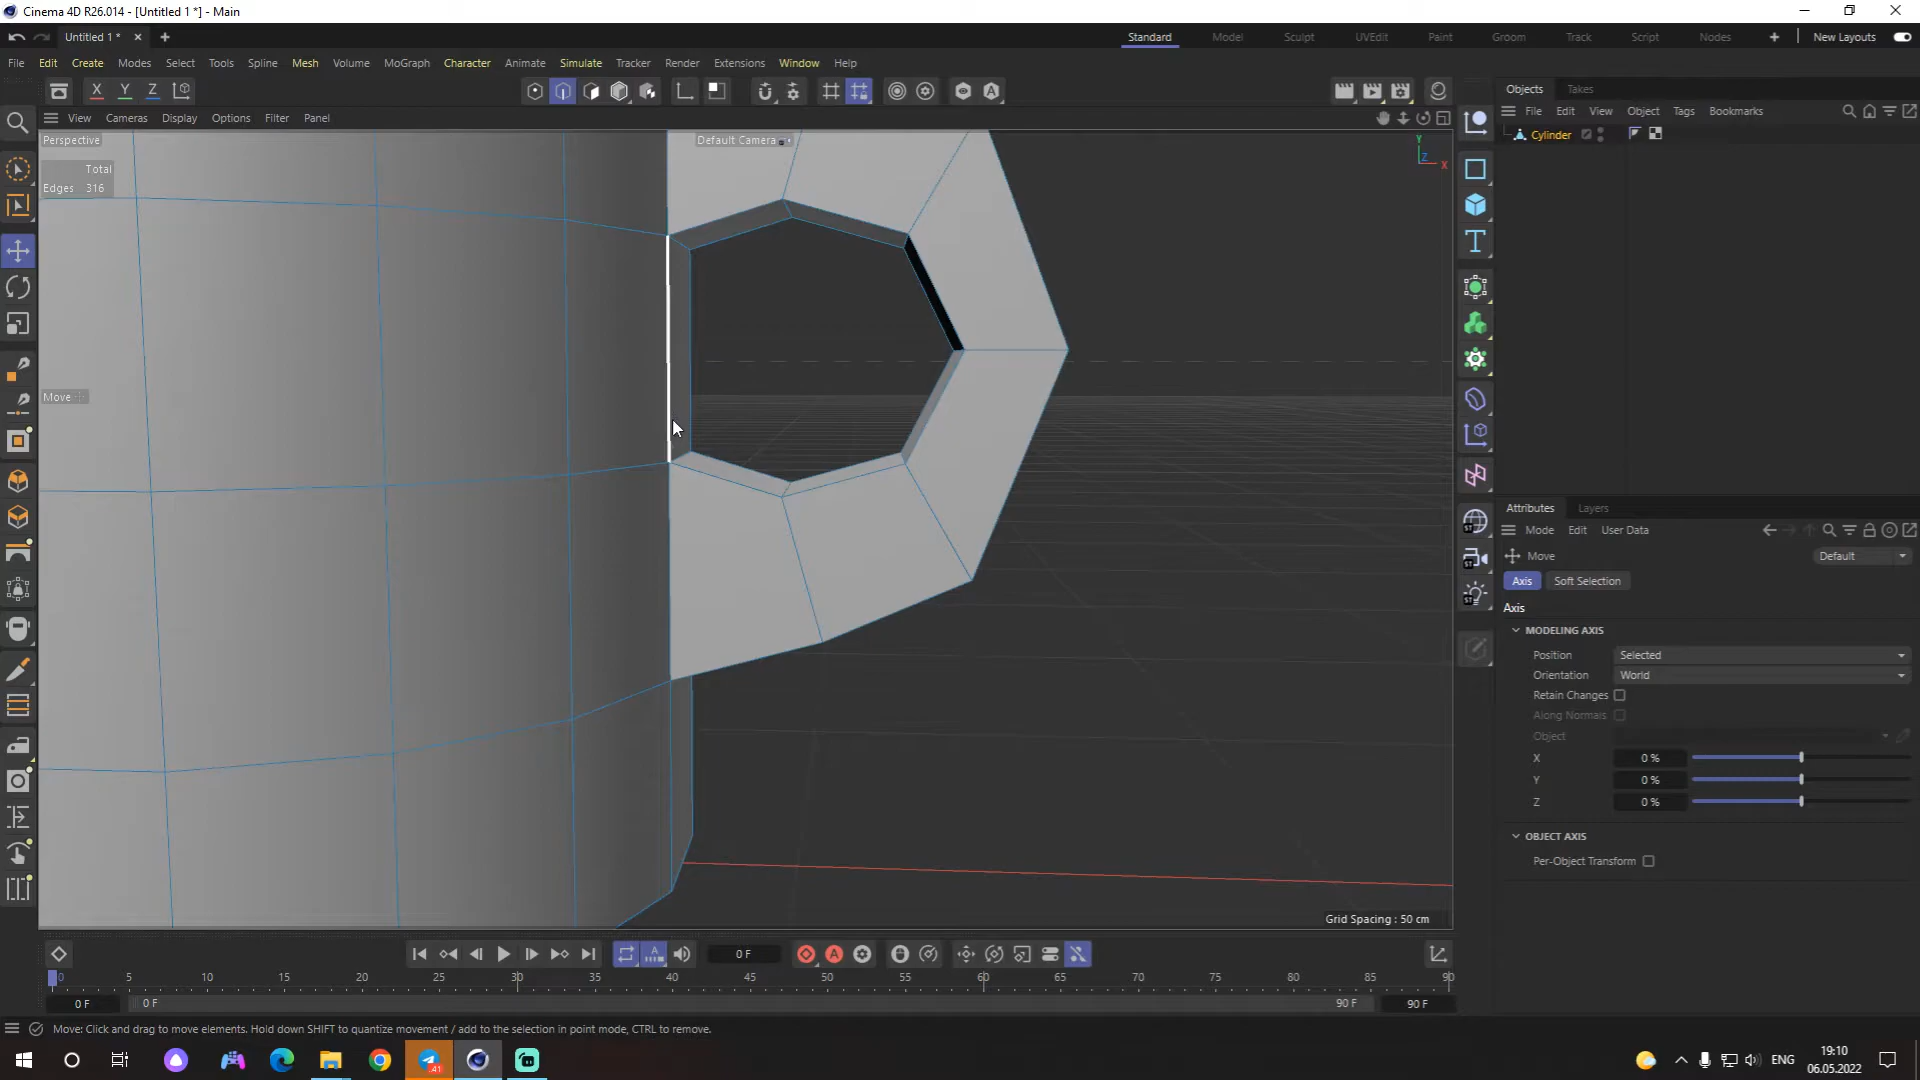 Cinema 4D R26.014 - [Untitled 1 *] - Main
Untitled 1 *
Standard Model Sculpt UVEdit Paint Groom Track Script Nodes New Layouts
File Edit Create Modes Select Tools Spline Mesh Volume MoGraph Character Animate Simulate Tracker Render Extensions Window Help
X Y Z
Objects Takes
View Cameras Display Options Filter Panel
File Edit View Object Tags Bookmarks
Perspective
Default Camera
Cylinder
Total
Edges 316
Y
Z
X
Move
Attributes Layers
Mode Edit User Data
Move
Default
Axis Soft Selection
Axis
MODELING AXIS
Position Selected
Orientation World
Retain Changes
Along Normals
Object
X 0 %
Y 0 %
Z 0 %
OBJECT AXIS
Per-Object Transform
Grid Spacing : 50 cm
0 F
0 5 10 15 20 25 30 35 40 45 50 55 60 65 70 75 80 85 90
0 F 0 F 90 F 90 F
Move: Click and drag to move elements. Hold down SHIFT to quantize movement / add to the selection in point mode, CTRL to remove.
41
ENG
19:10
06.05.2022